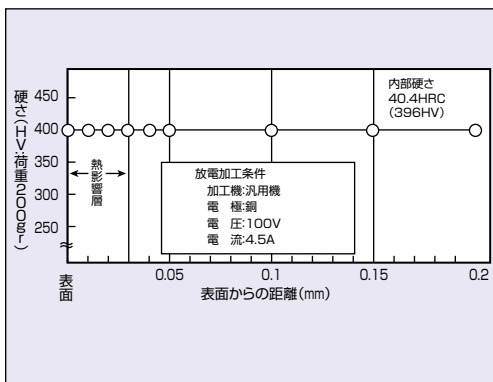 硬さ(HV:荷重200gr)
450
400
350
300
250
熱影響層
内部硬さ
40.4HRC
(396HV)
放電加工条件
加工機:汎用機
電 極:銅
電 圧:100V
電 流:4.5A
表面
0.05
0.1
0.15
0.2
表面からの距離(mm)